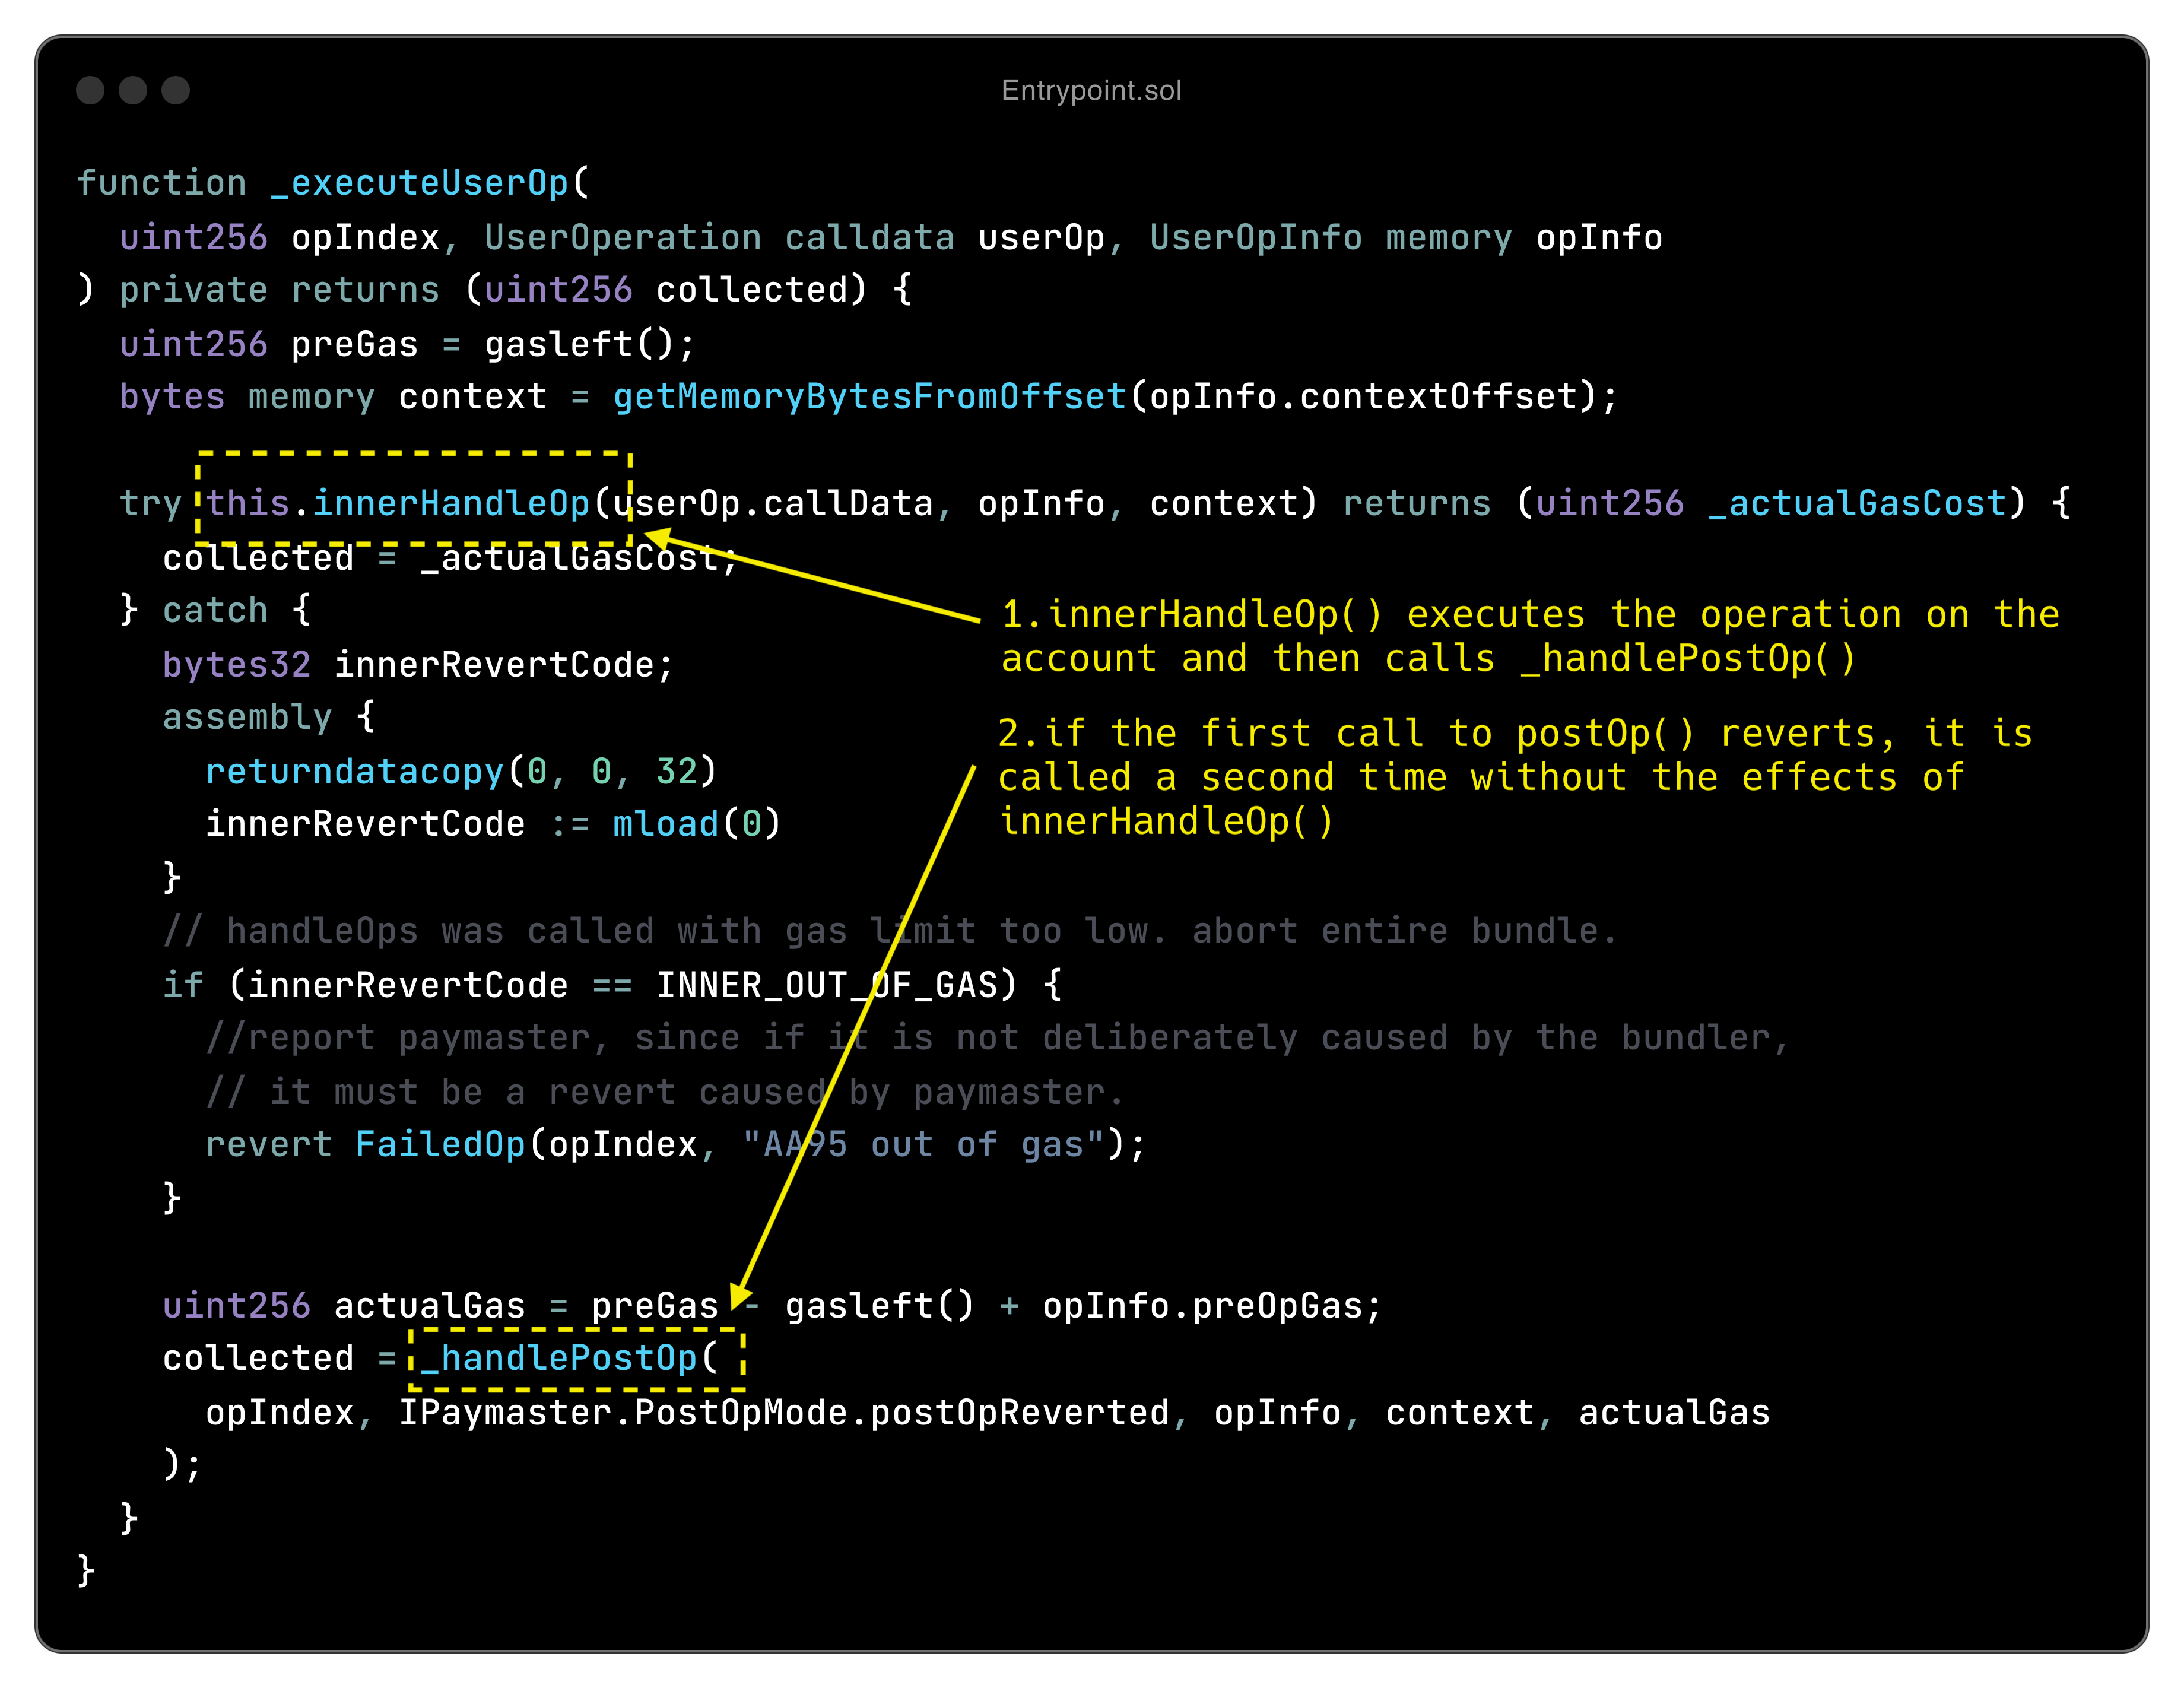 Entrypoint.sol
function _executeUserOp(
uint256 opIndex, UserOperation calldata userOp, UserOpInfo memory opInfo
) private returns (uint256 collected) {
uint256 preGas = gasleft();
bytes memory context = getMemoryBytesFromOffset(opInfo.contextOffset);
try this.innerHandleOp(userOp.callData, opInfo, context) returns (uint256 _actualGasCost) {
collected = _actualGasCost;
} catch {
bytes32 innerRevertCode;
assembly {
returndatacopy(0, 0, 32)
innerRevertCode := mload(0)
}
1.innerHandleOp() executes the operation on the
account and then calls _handlePostOp()
2.if the first call to postOp() reverts, it is
called a second time without the effects of
innerHandleOp()
// handleOps was called with gas limit too low. abort entire bundle.
if (innerRevertCode == INNER_OUT_OF_GAS) {
//report paymaster, since if it is not deliberately caused by the bundler,
// it must be a revert caused by paymaster.
revert FailedOp(opIndex, "AA95 out of gas");
}
uint256 actualGas = preGas - gasleft() + opInfo.preOpGas;
collected = _handlePostOp(
opIndex, IPaymaster.PostOpMode.postOpReverted, opInfo, context, actualGas
);
}
}